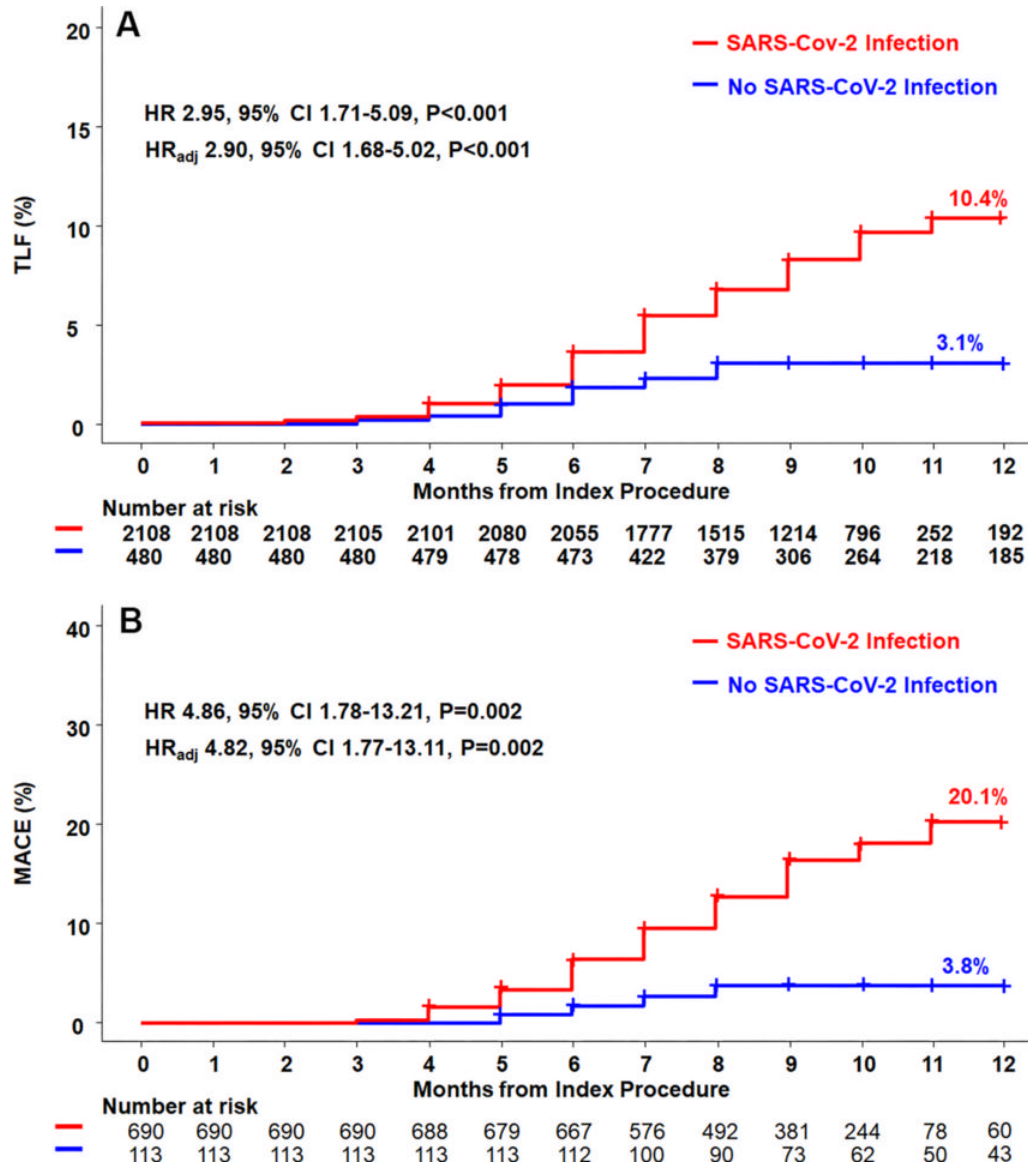 A
SARS-Cov-2 Infection
No SARS-CoV-2 Infection
HR 2.95, 95% CI 1.71-5.09, P<0.001
HRadj 2.90, 95% CI 1.68-5.02, P<0.001
20
15
10
5
0
TLF (%)
10.4%
3.1%
0 1 2 3 4 5 6 7 8 9 10 11 12
Months from Index Procedure
Number at risk
2108 2108 2108 2105 2101 2080 2055 1777 1515 1214 796 252 192
480 480 480 480 479 478 473 422 379 306 264 218 185
B
SARS-CoV-2 Infection
No SARS-CoV-2 Infection
HR 4.86, 95% CI 1.78-13.21, P=0.002
HRadj 4.82, 95% CI 1.77-13.11, P=0.002
40
30
20
10
0
MACE (%)
20.1%
3.8%
0 1 2 3 4 5 6 7 8 9 10 11 12
Months from Index Procedure
Number at risk
690 690 690 690 688 679 667 576 492 381 244 78 60
113 113 113 113 113 113 112 100 90 73 62 50 43